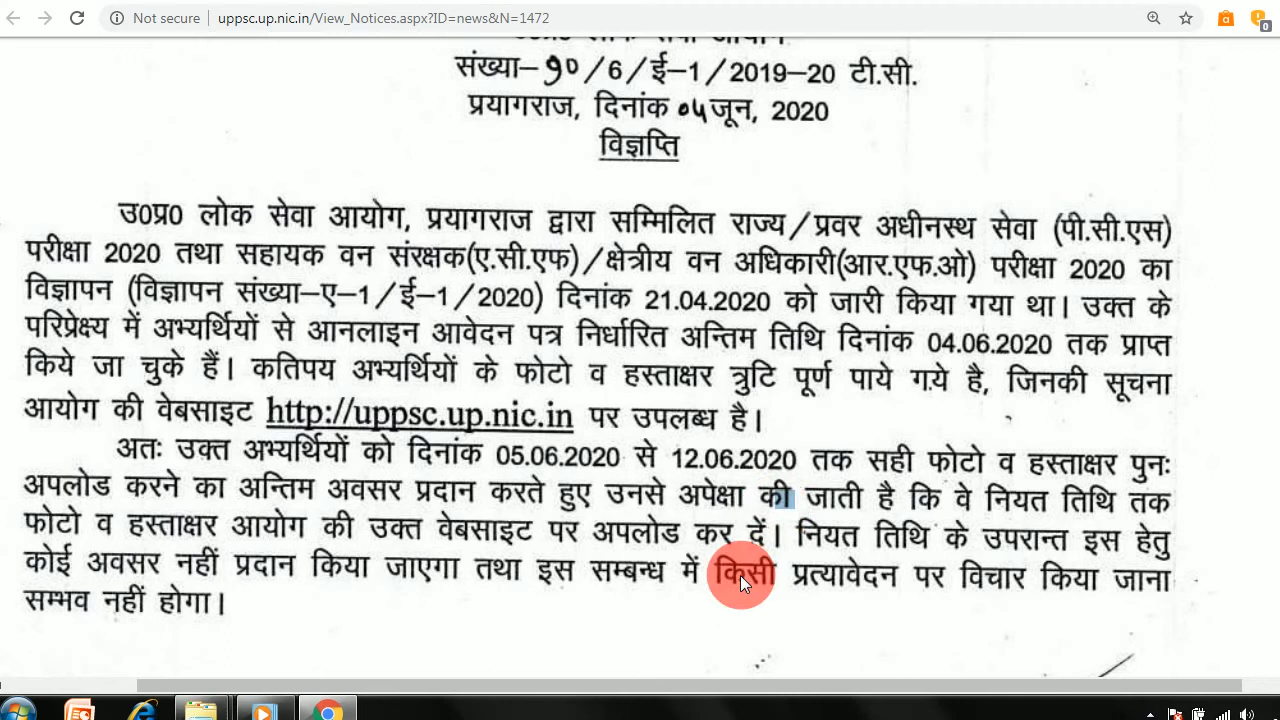 Not secure
uppsc.up.nic.in/View_Notices.aspx?ID=news&N=1472
संख्या–१०/6/ई–1/2019–20 टी.सी.
प्रयागराज, दिनांक ०५ जून, 2020
विज्ञप्ति
उ0प्र0 लोक सेवा आयोग, प्रयागराज द्वारा सम्मिलित राज्य/प्रवर अधीनस्थ सेवा (पी.सी.एस)
परीक्षा 2020 तथा सहायक वन संरक्षक(ए.सी.एफ)/क्षेत्रीय वन अधिकारी(आर.एफ.ओ) परीक्षा 2020 का
विज्ञापन (विज्ञापन संख्या–ए–1/ई–1/2020) दिनांक 21.04.2020 को जारी किया गया था। उक्त के
परिप्रेक्ष्य में अभ्यर्थियों से आनलाइन आवेदन पत्र निर्धारित अन्तिम तिथि दिनांक 04.06.2020 तक प्राप्त
किये जा चुके हैं। कतिपय अभ्यर्थियों के फोटो व हस्ताक्षर त्रुटि पूर्ण पाये गये है, जिनकी सूचना
आयोग की वेबसाइट http://uppsc.up.nic.in पर उपलब्ध है।
अतः उक्त अभ्यर्थियों को दिनांक 05.06.2020 से 12.06.2020 तक सही फोटो व हस्ताक्षर पुनः
अपलोड करने का अन्तिम अवसर प्रदान करते हुए उनसे अपेक्षा की जाती है कि वे नियत तिथि तक
फोटो व हस्ताक्षर आयोग की उक्त वेबसाइट पर अपलोड कर दें। नियत तिथि के उपरान्त इस हेतु
कोई अवसर नहीं प्रदान किया जाएगा तथा इस सम्बन्ध में किसी प्रत्यावेदन पर विचार किया जाना
सम्भव नहीं होगा।
0